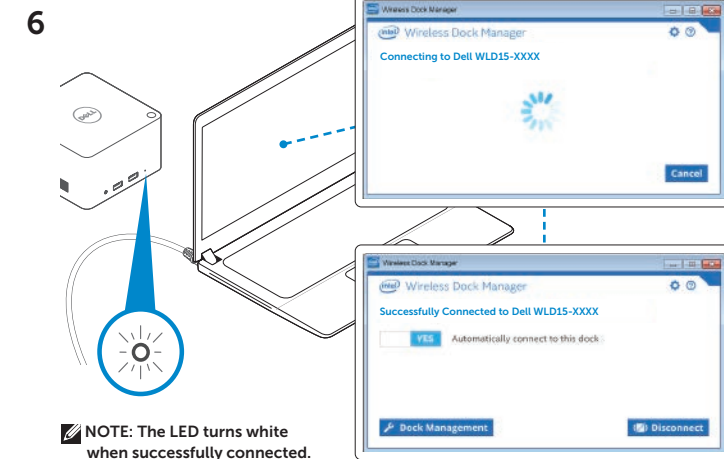 6
Wireless Dock Manager
intel Wireless Dock Manager
Connecting to Dell WLD15-XXXX
Cancel
DELL
Wireless Dock Manager
intel Wireless Dock Manager
Successfully Connected to Dell WLD15-XXXX
YES Automatically connect to this dock
Dock Management
Disconnect
NOTE: The LED turns white
when successfully connected.